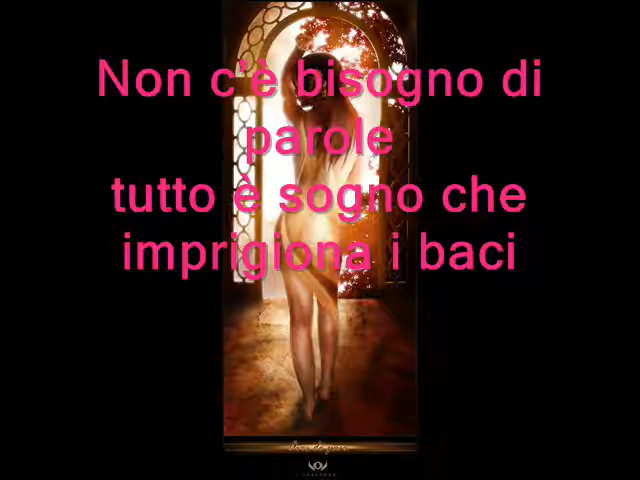 Non c'è bisogno di
parole
tutto è sogno che
imprigiona i baci